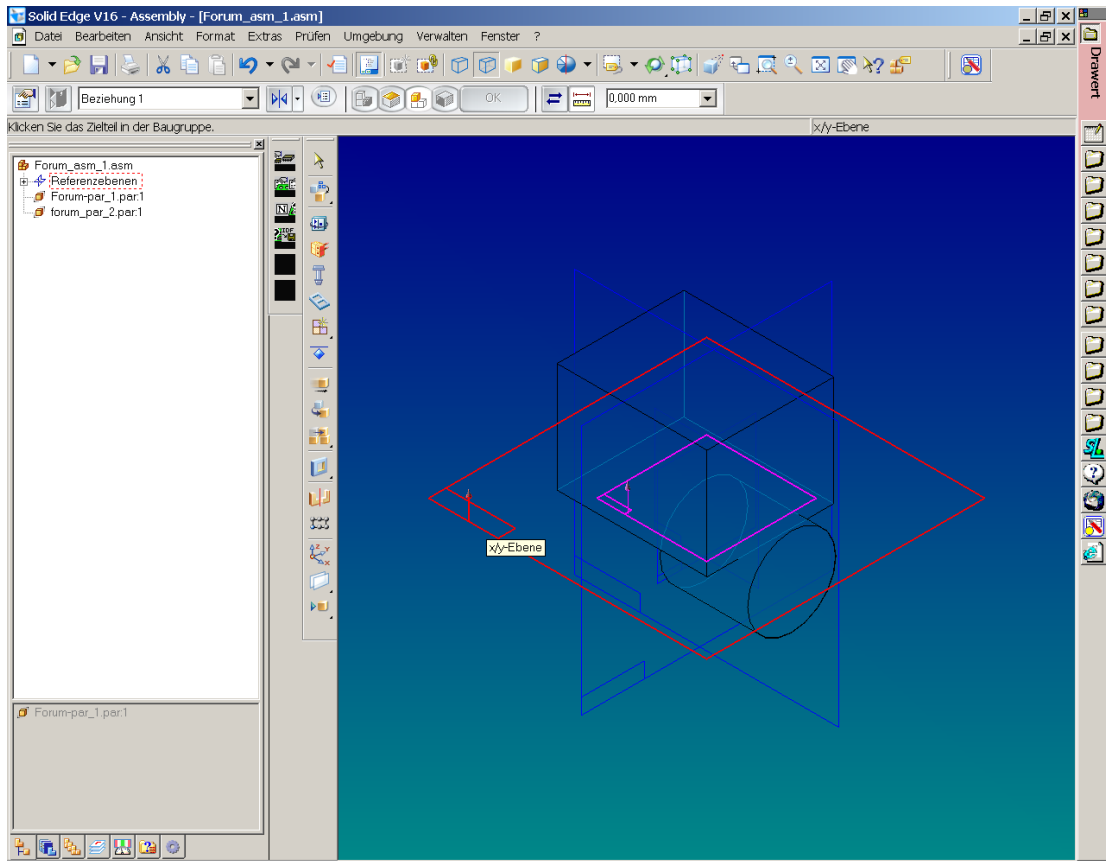 Solid Edge V16 - Assembly - [Forum_asm_1.asm]
Datei Bearbeiten Ansicht Format Extras Prüfen Umgebung Verwalten Fenster ?
Drawert
Beziehung 1
OK
0,000 mm
Klicken Sie das Zielteil in der Baugruppe.
x/y-Ebene
Forum_asm_1.asm
Referenzebenen
Forum-par_1.par:1
forum_par_2.par:1
x/y-Ebene
Forum-par_1.par:1